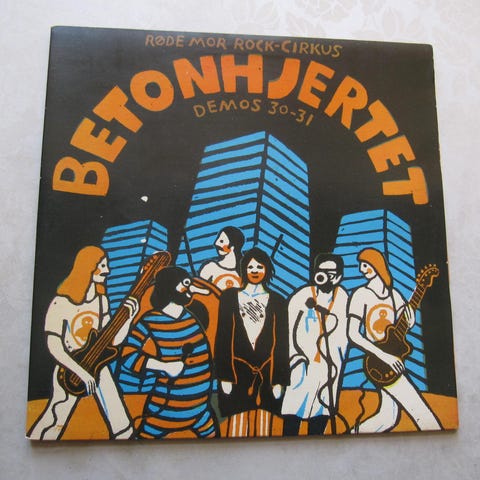 RØDE MOR ROCK-CIRKUS
BETONHJERTET
DEMOS 30-31